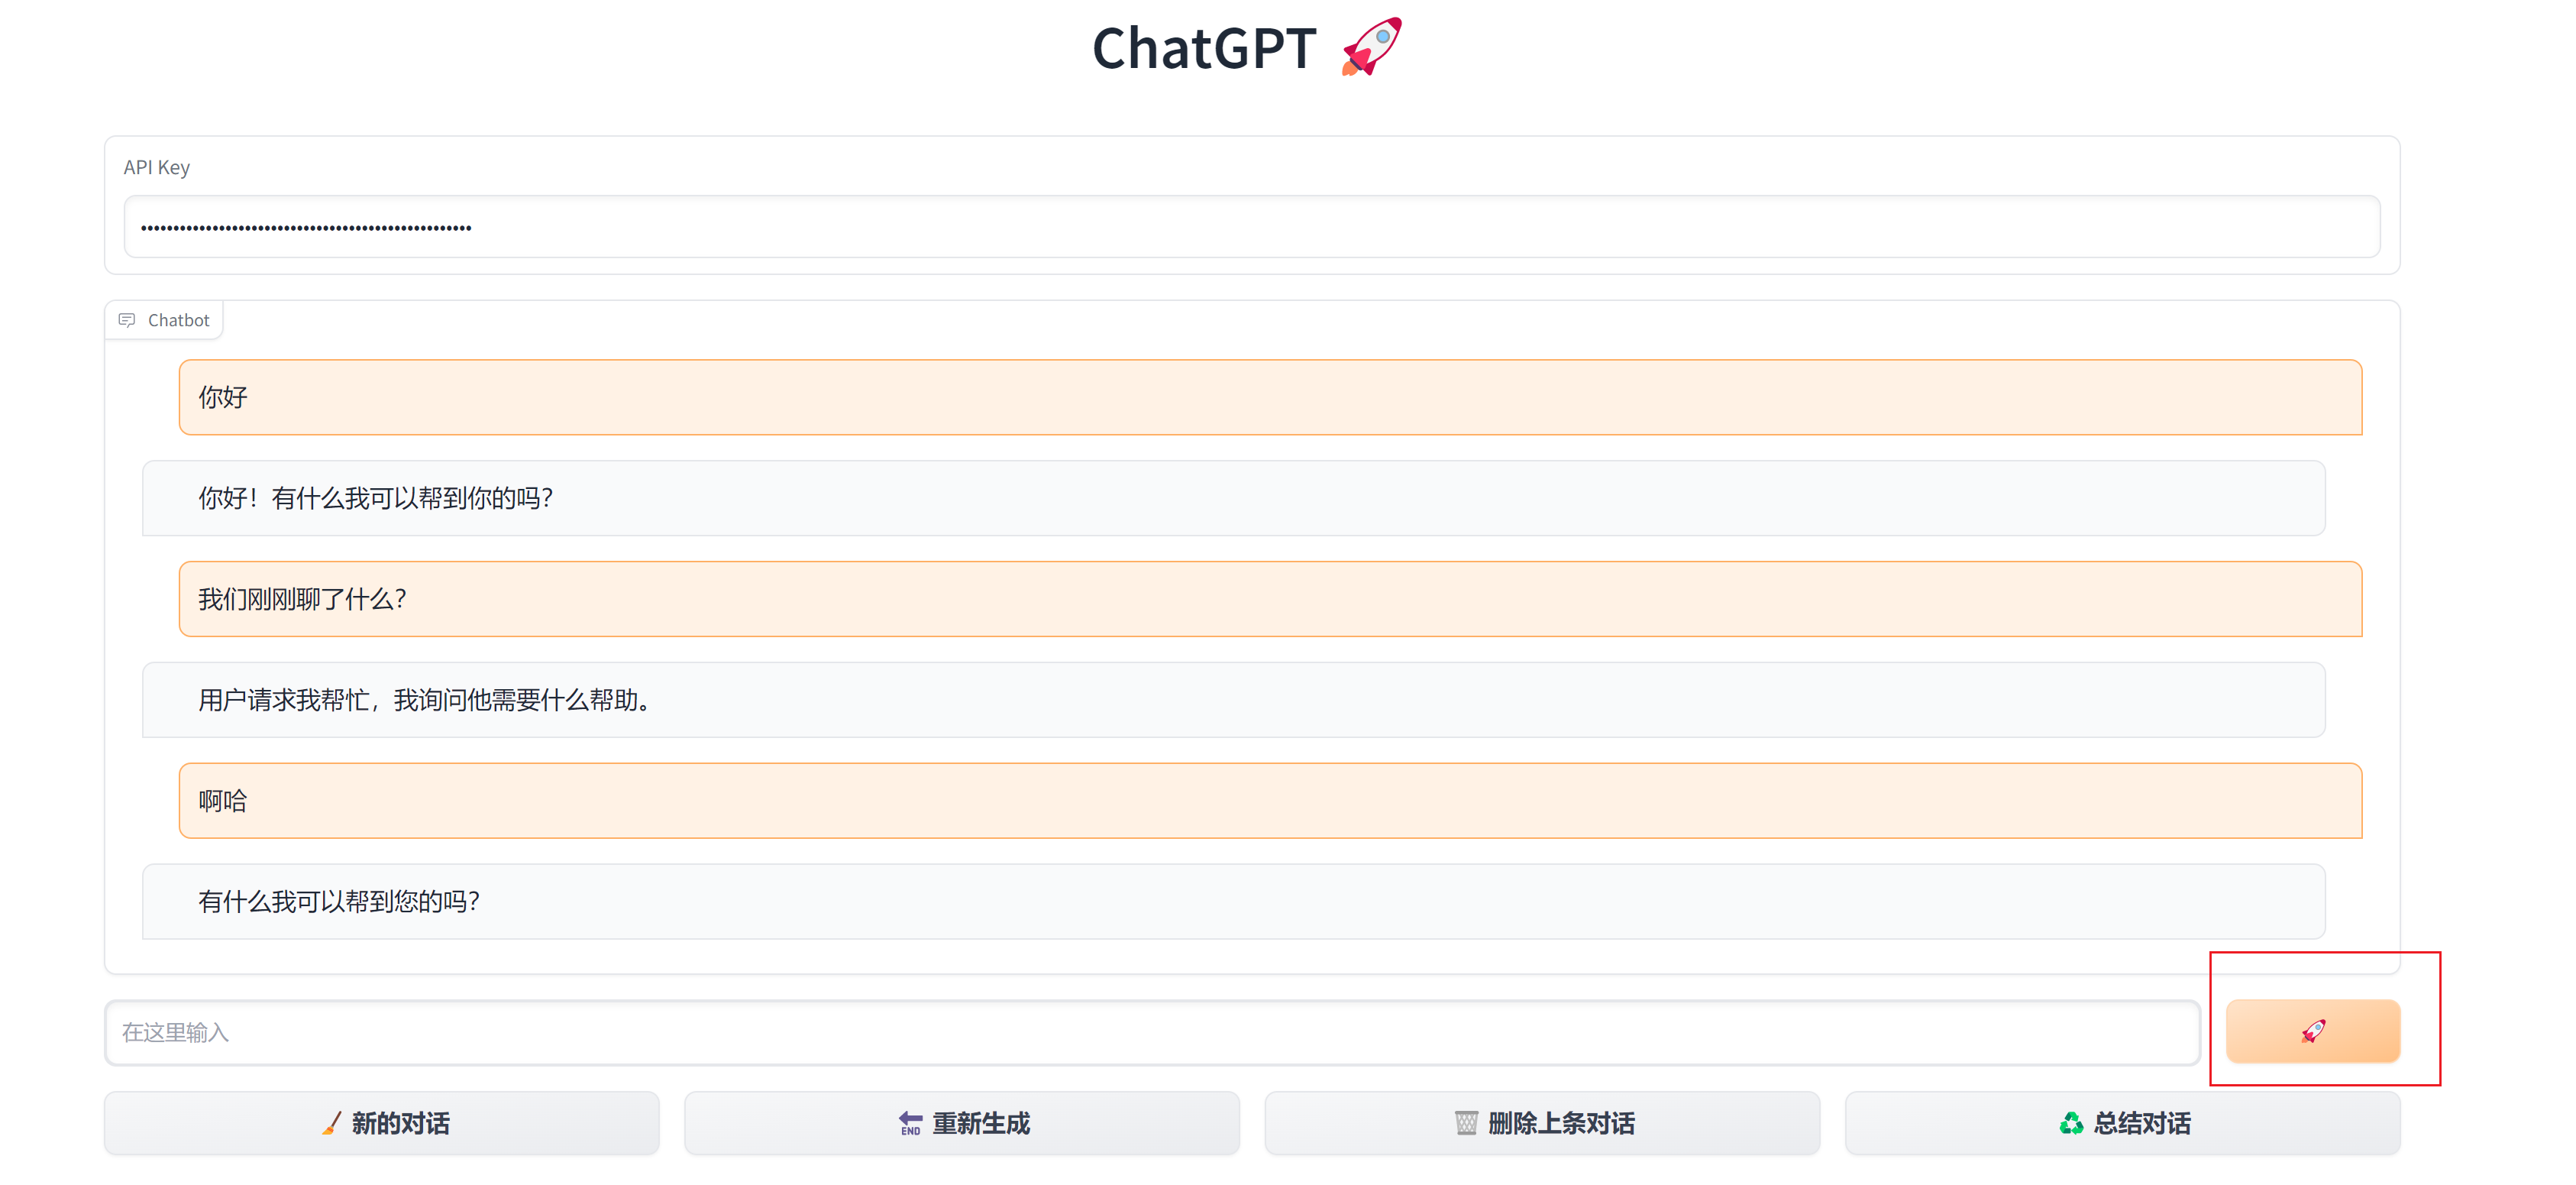 ChatGPT 🚀
API Key
••••••••••••••••••••••••••••••••••••••••••••••••••••
Chatbot
你好
你好！有什么我可以帮到你的吗？
我们刚刚聊了什么？
用户请求我帮忙，我询问他需要什么帮助。
啊哈
有什么我可以帮到您的吗？
在这里输入 🚀
🧹 新的对话 🔚 重新生成 🗑️ 删除上条对话 ♻️ 总结对话